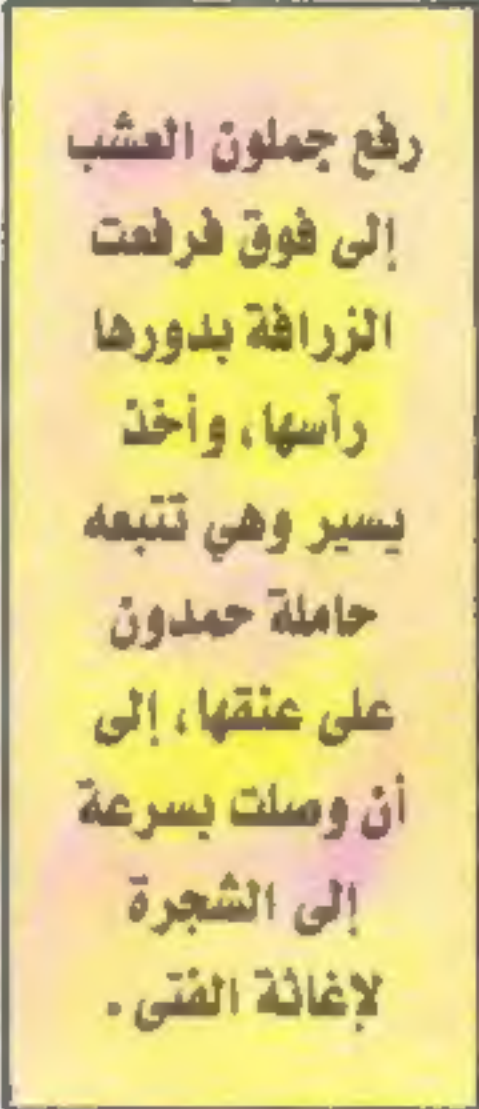 رفع جملون العشب
إلى فوق فرفعت
الزرافة بدورها
رأسها، وأخذ
يسير وهي تتبعه
حاملة حمدون
على عنقها، إلى
أن وصلت بسرعة
إلى الشجرة
لإغاثة الفتى.